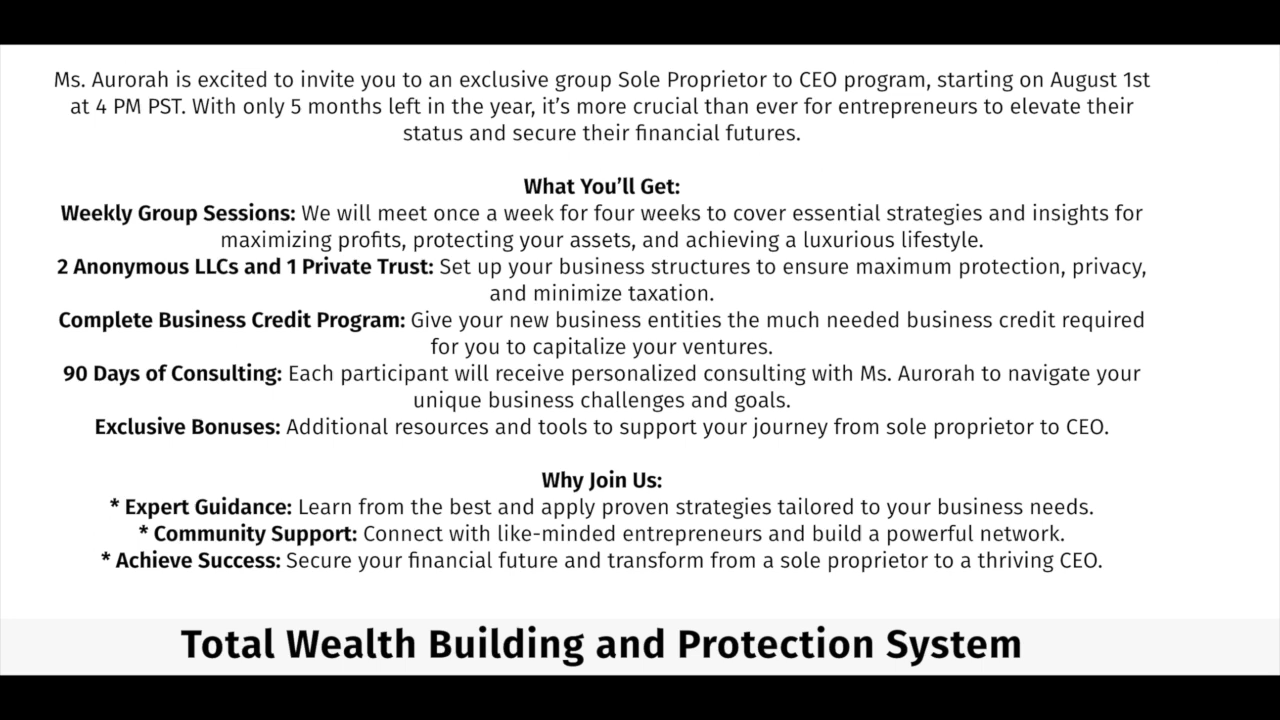 Ms. Aurorah is excited to invite you to an exclusive group Sole Proprietor to CEO program, starting on August 1st
at 4 PM PST. With only 5 months left in the year, it’s more crucial than ever for entrepreneurs to elevate their
status and secure their financial futures.
What You’ll Get:
Weekly Group Sessions: We will meet once a week for four weeks to cover essential strategies and insights for
maximizing profits, protecting your assets, and achieving a luxurious lifestyle.
2 Anonymous LLCs and 1 Private Trust: Set up your business structures to ensure maximum protection, privacy,
and minimize taxation.
Complete Business Credit Program: Give your new business entities the much needed business credit required
for you to capitalize your ventures.
90 Days of Consulting: Each participant will receive personalized consulting with Ms. Aurorah to navigate your
unique business challenges and goals.
Exclusive Bonuses: Additional resources and tools to support your journey from sole proprietor to CEO.
Why Join Us:
* Expert Guidance: Learn from the best and apply proven strategies tailored to your business needs.
* Community Support: Connect with like-minded entrepreneurs and build a powerful network.
* Achieve Success: Secure your financial future and transform from a sole proprietor to a thriving CEO.
Total Wealth Building and Protection System